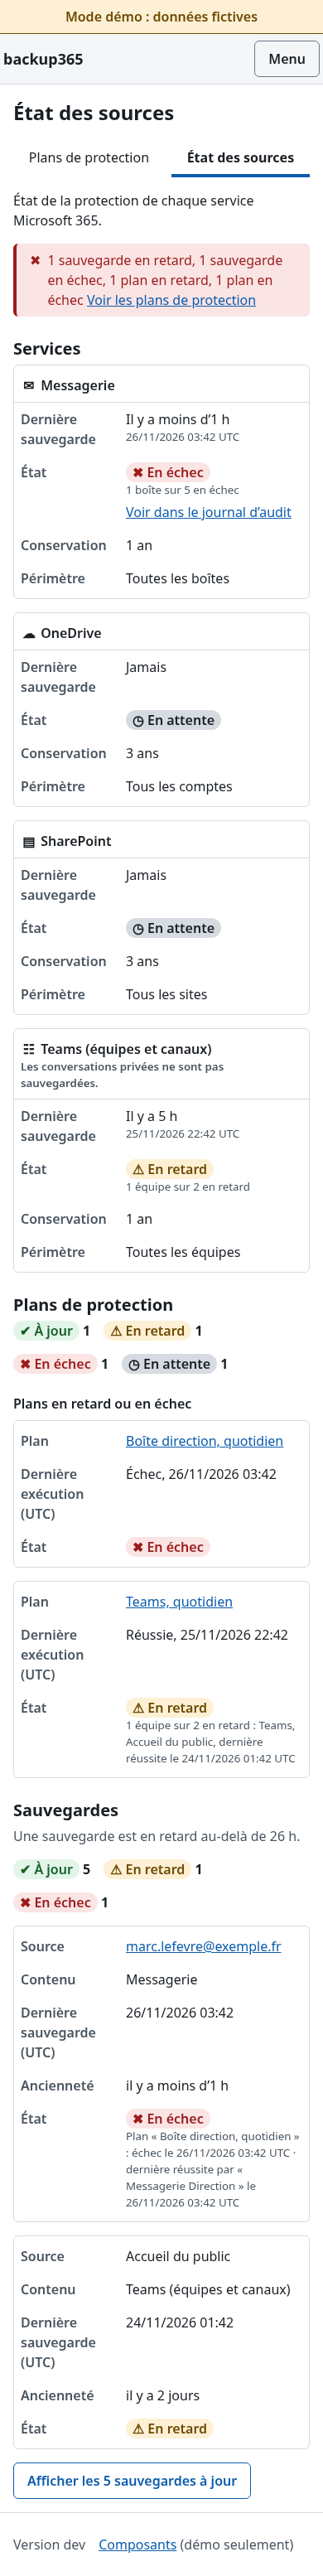 Mode démo : données fictives
backup365
Menu
État des sources
Plans de protection
État des sources
État de la protection de chaque service
Microsoft 365.
✖ 1 sauvegarde en retard, 1 sauvegarde
en échec, 1 plan en retard, 1 plan en
échec Voir les plans de protection
Services
✉ Messagerie
Dernière
sauvegarde
Il y a moins d’1 h
26/11/2026 03:42 UTC
État
✖ En échec
1 boîte sur 5 en échec
Voir dans le journal d’audit
Conservation
1 an
Périmètre
Toutes les boîtes
☁ OneDrive
Dernière
sauvegarde
Jamais
État
◷ En attente
Conservation
3 ans
Périmètre
Tous les comptes
▤ SharePoint
Dernière
sauvegarde
Jamais
État
◷ En attente
Conservation
3 ans
Périmètre
Tous les sites
☷ Teams (équipes et canaux)
Les conversations privées ne sont pas
sauvegardées.
Dernière
sauvegarde
Il y a 5 h
25/11/2026 22:42 UTC
État
⚠ En retard
1 équipe sur 2 en retard
Conservation
1 an
Périmètre
Toutes les équipes
Plans de protection
✔ À jour 1 ⚠ En retard 1
✖ En échec 1 ◷ En attente 1
Plans en retard ou en échec
Plan
Boîte direction, quotidien
Dernière
exécution
(UTC)
Échec, 26/11/2026 03:42
État
✖ En échec
Plan
Teams, quotidien
Dernière
exécution
(UTC)
Réussie, 25/11/2026 22:42
État
⚠ En retard
1 équipe sur 2 en retard : Teams,
Accueil du public, dernière
réussite le 24/11/2026 01:42 UTC
Sauvegardes
Une sauvegarde est en retard au-delà de 26 h.
✔ À jour 5 ⚠ En retard 1
✖ En échec 1
Source
marc.lefevre@exemple.fr
Contenu
Messagerie
Dernière
sauvegarde
(UTC)
26/11/2026 03:42
Ancienneté
il y a moins d’1 h
État
✖ En échec
Plan « Boîte direction, quotidien »
: échec le 26/11/2026 03:42 UTC ·
dernière réussite par «
Messagerie Direction » le
26/11/2026 03:42 UTC
Source
Accueil du public
Contenu
Teams (équipes et canaux)
Dernière
sauvegarde
(UTC)
24/11/2026 01:42
Ancienneté
il y a 2 jours
État
⚠ En retard
Afficher les 5 sauvegardes à jour
Version dev Composants (démo seulement)